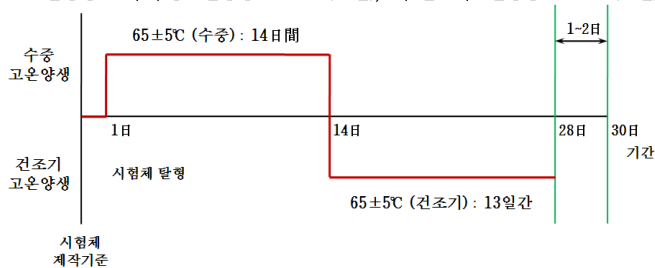 65±5℃ (수중) : 14日間
1~2日
수중
고온양생
1日
14日
28日
30日
기간
건조기
고온양생
시험체 탈형
65±5℃ (건조기) : 13일간
시험체
제작기준